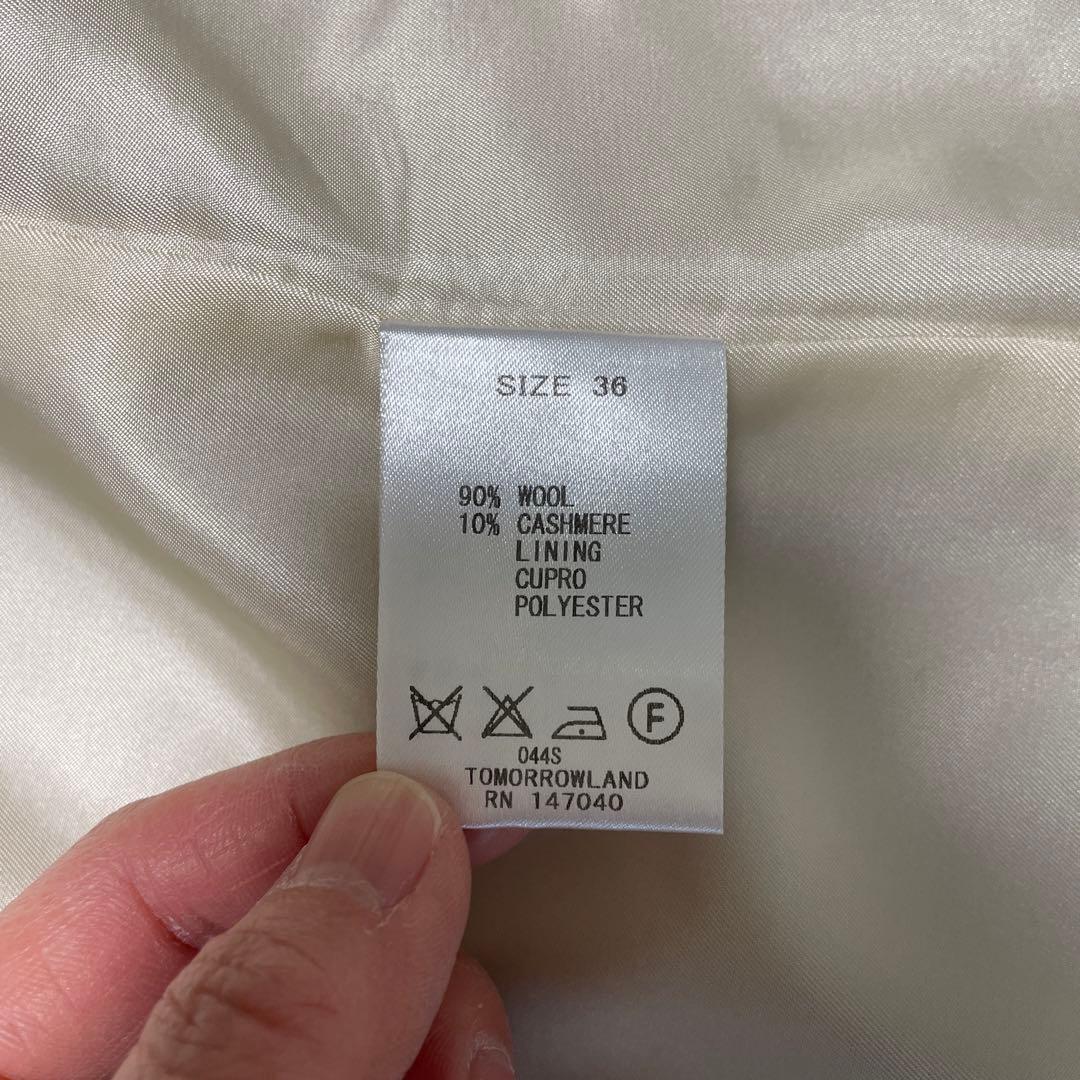 SIZE 36
90% WOOL
10% CASHMERE
LINING
CUPRO
POLYESTER
F
044S
TOMORROWLAND
RN 147040